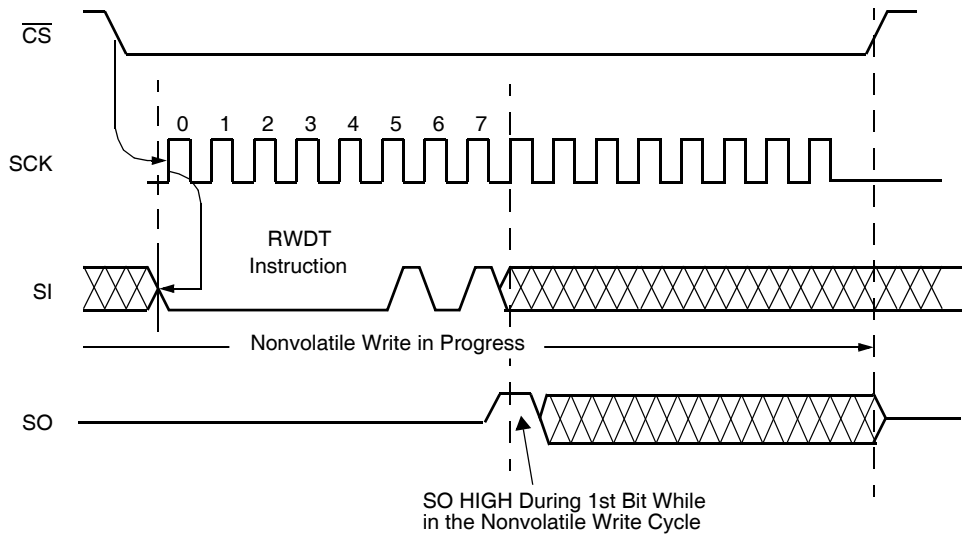 CS
0 1 2 3 4 5 6 7
SCK
RWDT
Instruction
SI
Nonvolatile Write in Progress
SO
SO HIGH During 1st Bit While
in the Nonvolatile Write Cycle